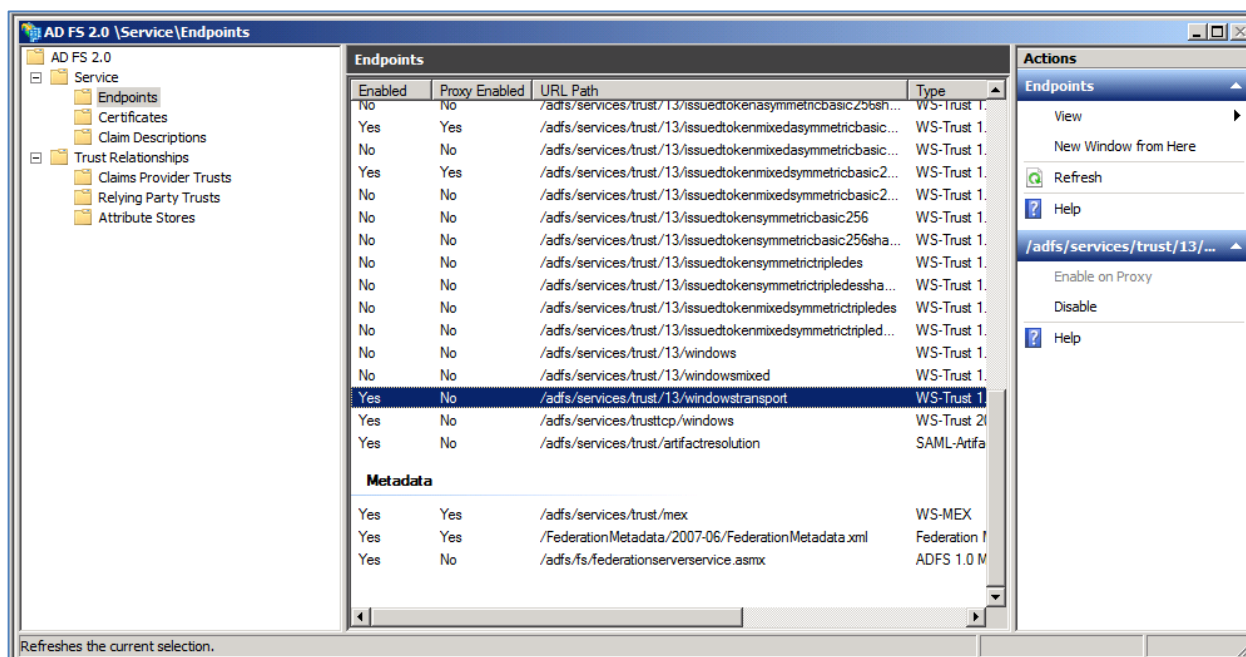 AD FS 2.0 \Service\Endpoints
AD FS 2.0
Service
Endpoints
Certificates
Claim Descriptions
Trust Relationships
Claims Provider Trusts
Relying Party Trusts
Attribute Stores
Endpoints
Enabled Proxy Enabled URL Path Type
No No /adfs/services/trust/13/issuedtokenasymmetricbasic256sh... WS-Trust 1.
Yes Yes /adfs/services/trust/13/issuedtokenmixedasymmetricbasic... WS-Trust 1.
No No /adfs/services/trust/13/issuedtokenmixedasymmetricbasic... WS-Trust 1.
Yes Yes /adfs/services/trust/13/issuedtokenmixedsymmetricbasic2... WS-Trust 1.
No No /adfs/services/trust/13/issuedtokenmixedsymmetricbasic2... WS-Trust 1.
No No /adfs/services/trust/13/issuedtokensymmetricbasic256 WS-Trust 1.
No No /adfs/services/trust/13/issuedtokensymmetricbasic256sha... WS-Trust 1.
No No /adfs/services/trust/13/issuedtokensymmetrictripledes WS-Trust 1.
No No /adfs/services/trust/13/issuedtokensymmetrictripledessha... WS-Trust 1.
No No /adfs/services/trust/13/issuedtokenmixedsymmetrictripledes WS-Trust 1.
No No /adfs/services/trust/13/issuedtokenmixedsymmetrictripled... WS-Trust 1.
No No /adfs/services/trust/13/windows WS-Trust 1.
No No /adfs/services/trust/13/windowsmixed WS-Trust 1.
Yes No /adfs/services/trust/13/windowstransport WS-Trust 1.
Yes No /adfs/services/trusttcp/windows WS-Trust 20
Yes No /adfs/services/trust/artifactresolution SAML-Artifa
Metadata
Yes Yes /adfs/services/trust/mex WS-MEX
Yes Yes /FederationMetadata/2007-06/FederationMetadata.xml Federation M
Yes No /adfs/fs/federationserverservice.asmx ADFS 1.0 M
Actions
Endpoints
View
New Window from Here
Refresh
Help
/adfs/services/trust/13/...
Enable on Proxy
Disable
Help
Refreshes the current selection.